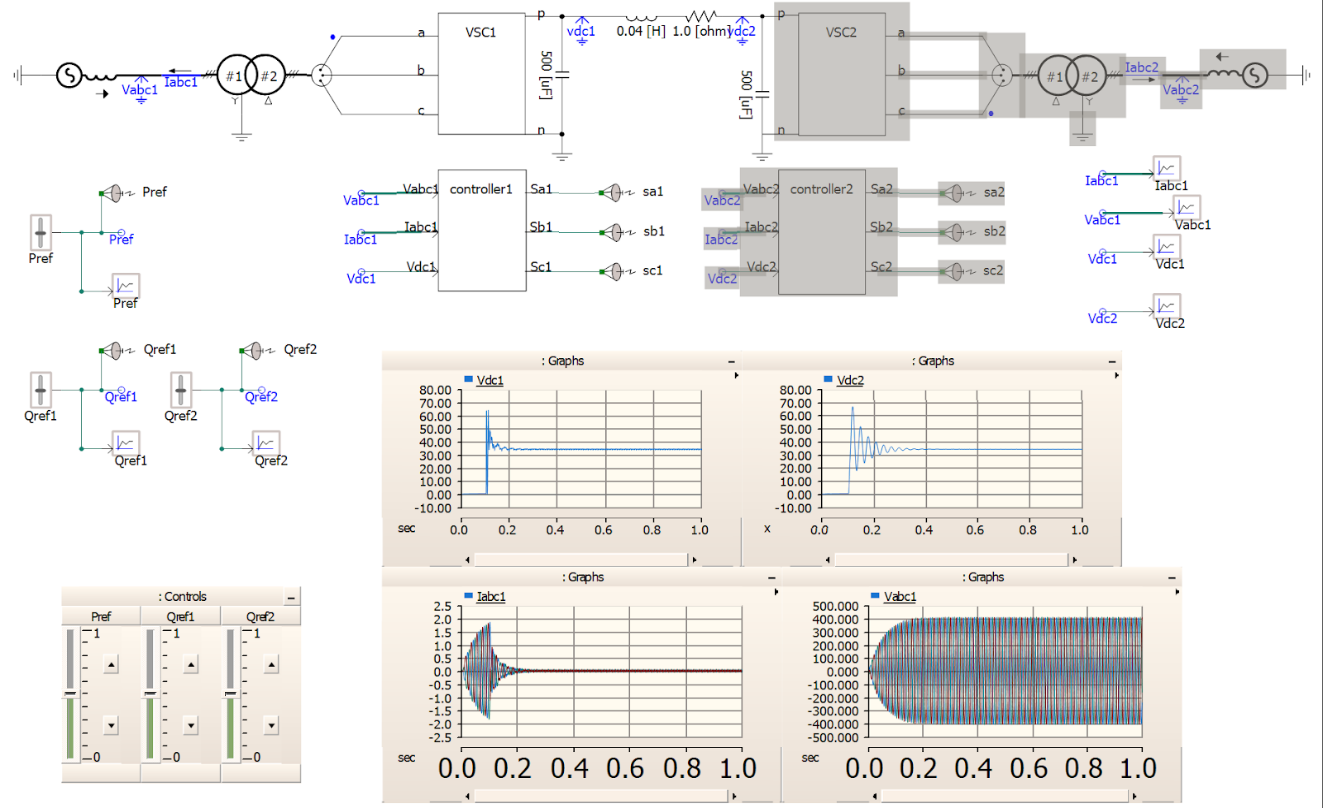 p
vdc1
0.04 [H]
1.0 [ohm]
vdc2
p
VSC1
VSC2
a
a
b
b
c
c
n
n
500 [uF]
500 [uF]
#1
#2
Y
Δ
Vabc1
Iabc1
#1
#2
Δ
Y
Iabc2
Vabc2
Pref
Pref
Pref
Pref
controller1
Vabc1
Vabc1
Iabc1
Iabc1
Vdc1
Vdc1
Sa1
sa1
Sb1
sb1
Sc1
sc1
controller2
Vabc2
Vabc2
Iabc2
Iabc2
Vdc2
Vdc2
Sa2
sa2
Sb2
sb2
Sc2
sc2
Iabc1
Iabc1
Vabc1
Vabc1
Vdc1
Vdc1
Vdc2
Vdc2
Qref1
Qref1
Qref1
Qref1
Qref2
Qref2
Qref2
Qref2
: Graphs
Vdc1
80.00
70.00
60.00
50.00
40.00
30.00
20.00
10.00
0.00
-10.00
sec 0.0 0.2 0.4 0.6 0.8 1.0
: Graphs
Vdc2
80.00
70.00
60.00
50.00
40.00
30.00
20.00
10.00
0.00
-10.00
x 0.0 0.2 0.4 0.6 0.8 1.0
: Controls
Pref Qref1 Qref2
1 1 1
0 0 0
: Graphs
Iabc1
2.5
2.0
1.5
1.0
0.5
0.0
-0.5
-1.0
-1.5
-2.0
-2.5
sec 0.0 0.2 0.4 0.6 0.8 1.0
: Graphs
Vabc1
500.000
400.000
300.000
200.000
100.000
0.000
-100.000
-200.000
-300.000
-400.000
-500.000
sec 0.0 0.2 0.4 0.6 0.8 1.0